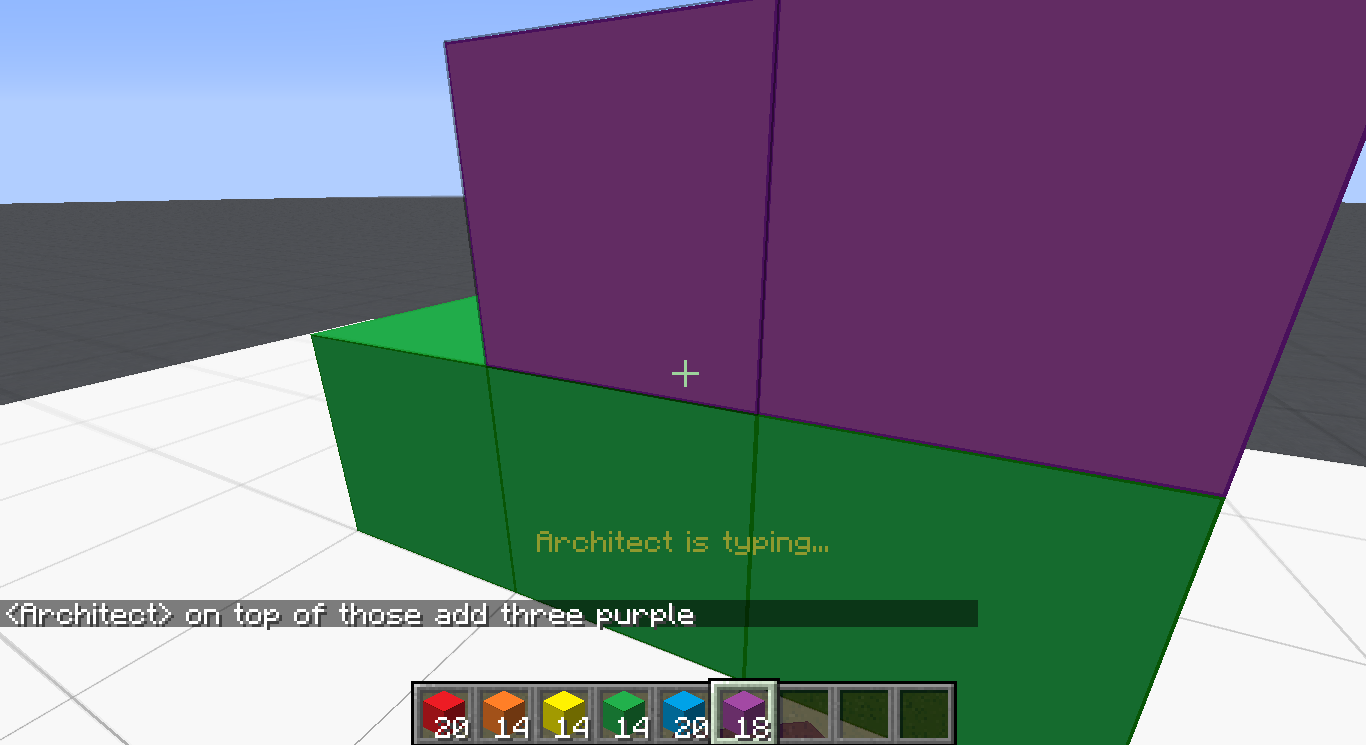 Architect is typing...
<Architect> on top of those add three purple
20 14 14 14 20 18